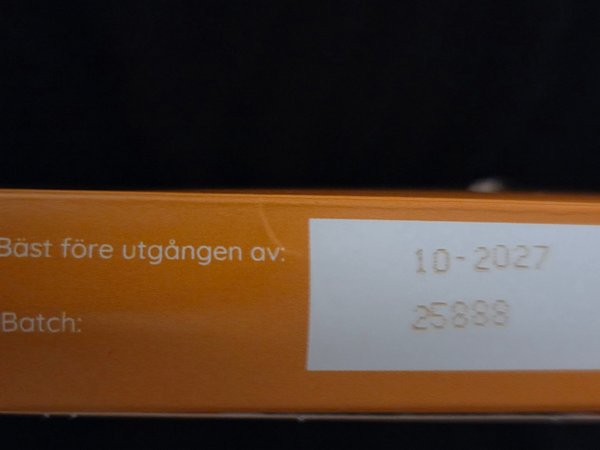 Bäst före utgången av: 10-2027
Batch: 25888